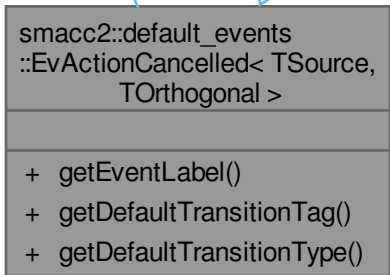 smacc2::default_events
::EvActionCancelled< TSource,
TOrthogonal >
+ getEventLabel()
+ getDefaultTransitionTag()
+ getDefaultTransitionType()